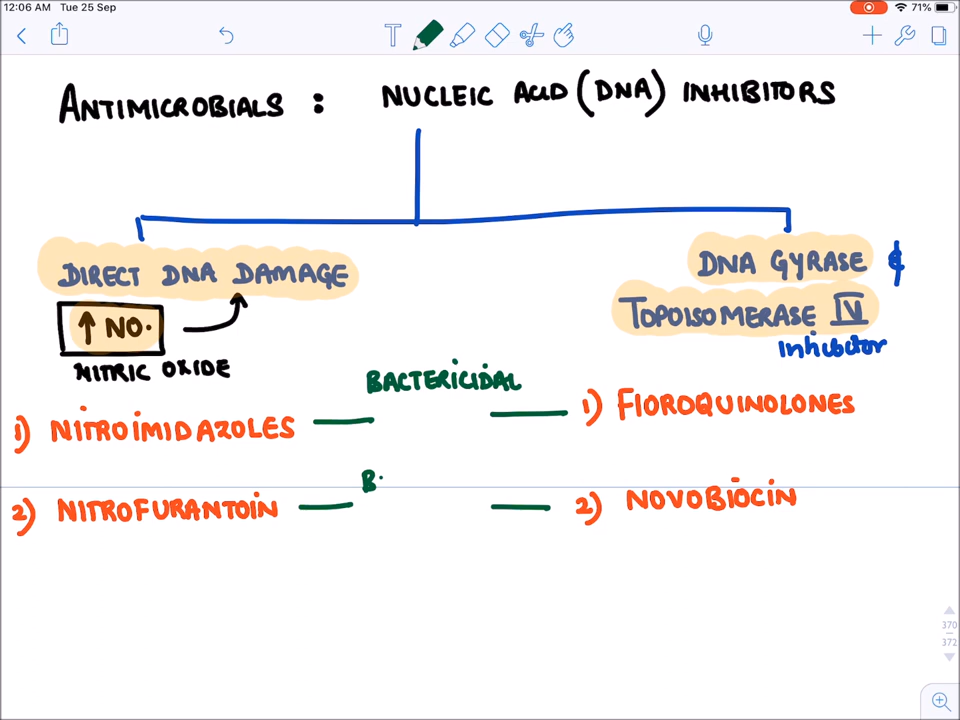 12:06 AM Tue 25 Sep 71%
T
ANTIMICROBIALS : NUCLEIC ACID (DNA) INHIBITORS
DIRECT DNA DAMAGE
↑ NO·
NITRIC OXIDE
DNA GYRASE &
TOPOISOMERASE IV
Inhibitor
BACTERICIDAL
1) NITROIMIDAZOLES
1) FlOROQUINOLONES
B.
2) NITROFURANTOIN
2) NOVOBIOCIN
370
372